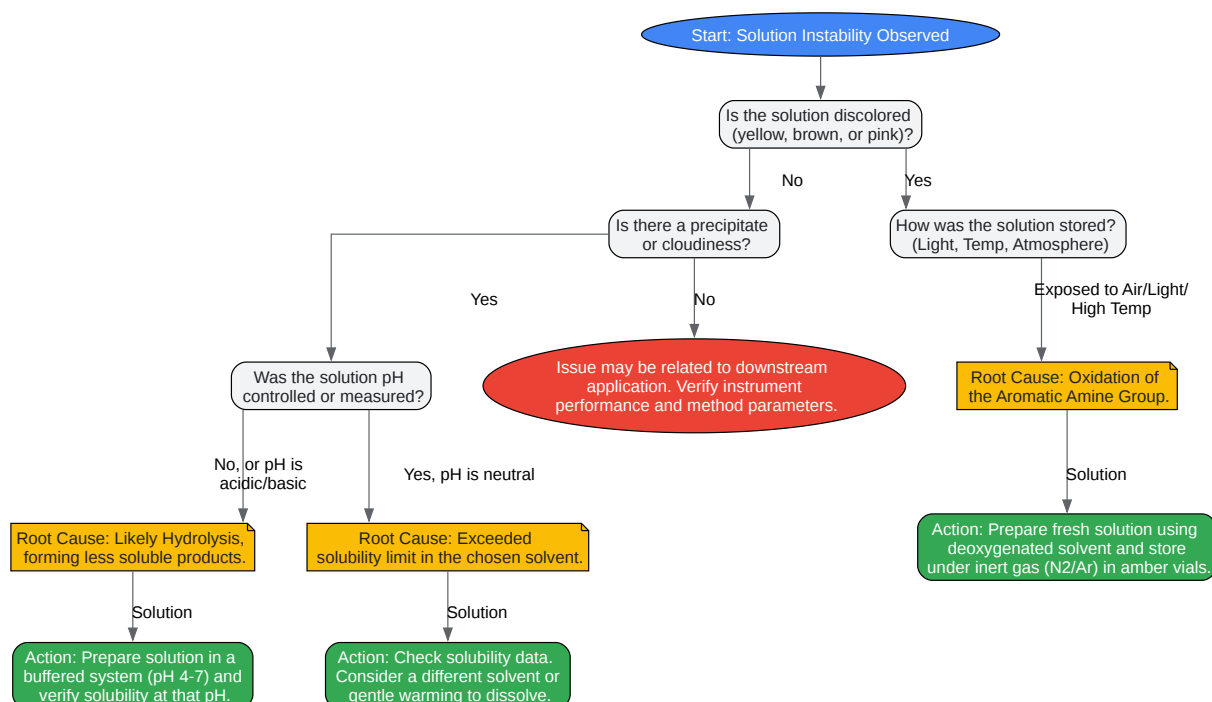 Start: Solution Instability Observed
Is the solution discolored
(yellow, brown, or pink)?
No
Yes
Is there a precipitate
or cloudiness?
How was the solution stored?
(Light, Temp, Atmosphere)
Yes
No
Exposed to Air/Light/
High Temp
Was the solution pH
controlled or measured?
Issue may be related to downstream
application. Verify instrument
performance and method parameters.
Root Cause: Oxidation of
the Aromatic Amine Group.
No, or pH is
acidic/basic
Yes, pH is neutral
Solution
Root Cause: Likely Hydrolysis,
forming less soluble products.
Root Cause: Exceeded
solubility limit in the chosen solvent.
Action: Prepare fresh solution using
deoxygenated solvent and store
under inert gas (N2/Ar) in amber vials.
Solution
Solution
Action: Prepare solution in a
buffered system (pH 4-7) and
verify solubility at that pH.
Action: Check solubility data.
Consider a different solvent or
gentle warming to dissolve.